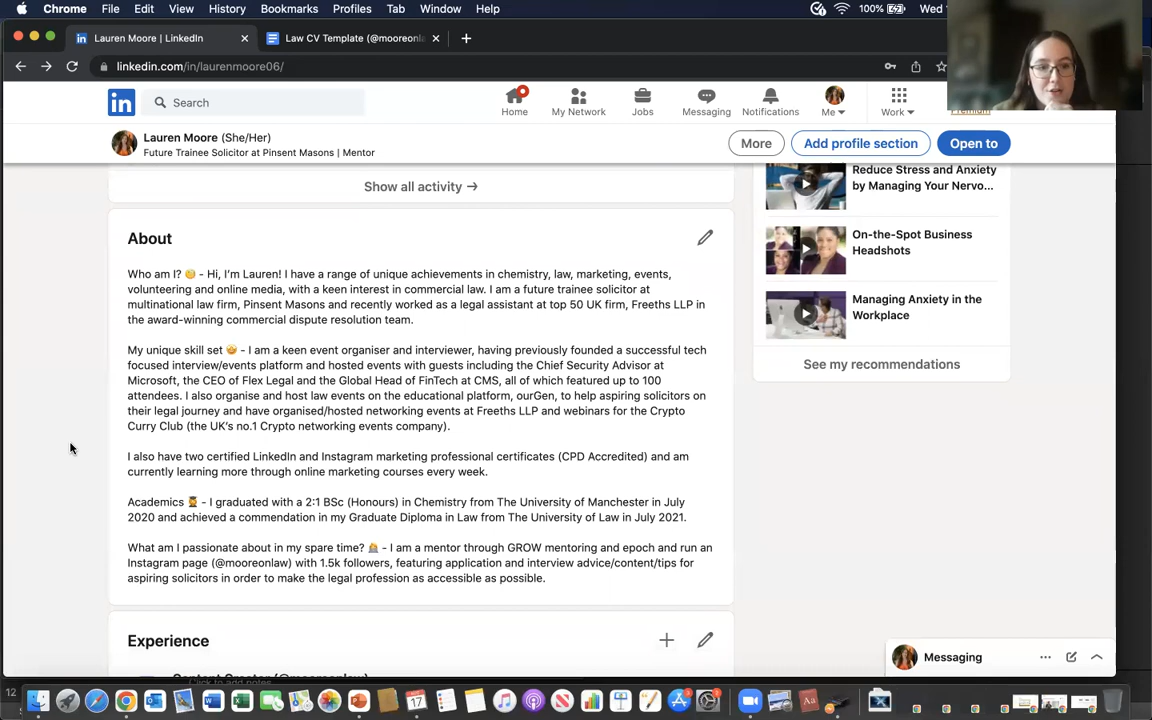 Chrome File Edit View History Bookmarks Profiles Tab Window Help 100% Wed
Lauren Moore | LinkedIn
Law CV Template (@mooreonla
linkedin.com/in/laurenmoore06/
in
Search
Home
My Network
Jobs
Messaging
Notifications
Me
Work
Lauren Moore (She/Her)
Future Trainee Solicitor at Pinsent Masons | Mentor
More
Add profile section
Open to
Show all activity →
About
Who am I? 🧐 - Hi, I'm Lauren! I have a range of unique achievements in chemistry, law, marketing, events,
volunteering and online media, with a keen interest in commercial law. I am a future trainee solicitor at
multinational law firm, Pinsent Masons and recently worked as a legal assistant at top 50 UK firm, Freeths LLP in
the award-winning commercial dispute resolution team.
My unique skill set 🤩 - I am a keen event organiser and interviewer, having previously founded a successful tech
focused interview/events platform and hosted events with guests including the Chief Security Advisor at
Microsoft, the CEO of Flex Legal and the Global Head of FinTech at CMS, all of which featured up to 100
attendees. I also organise and host law events on the educational platform, ourGen, to help aspiring solicitors on
their legal journey and have organised/hosted networking events at Freeths LLP and webinars for the Crypto
Curry Club (the UK's no.1 Crypto networking events company).
I also have two certified LinkedIn and Instagram marketing professional certificates (CPD Accredited) and am
currently learning more through online marketing courses every week.
Academics 👩‍🎓 - I graduated with a 2:1 BSc (Honours) in Chemistry from The University of Manchester in July
2020 and achieved a commendation in my Graduate Diploma in Law from The University of Law in July 2021.
What am I passionate about in my spare time? 🙋 - I am a mentor through GROW mentoring and epoch and run an
Instagram page (@mooreonlaw) with 1.5k followers, featuring application and interview advice/content/tips for
aspiring solicitors in order to make the legal profession as accessible as possible.
Experience
Content Creator (@mooreonlaw)
Click to add notes
Reduce Stress and Anxiety
by Managing Your Nervo...
On-the-Spot Business
Headshots
Managing Anxiety in the
Workplace
See my recommendations
Messaging
12
17